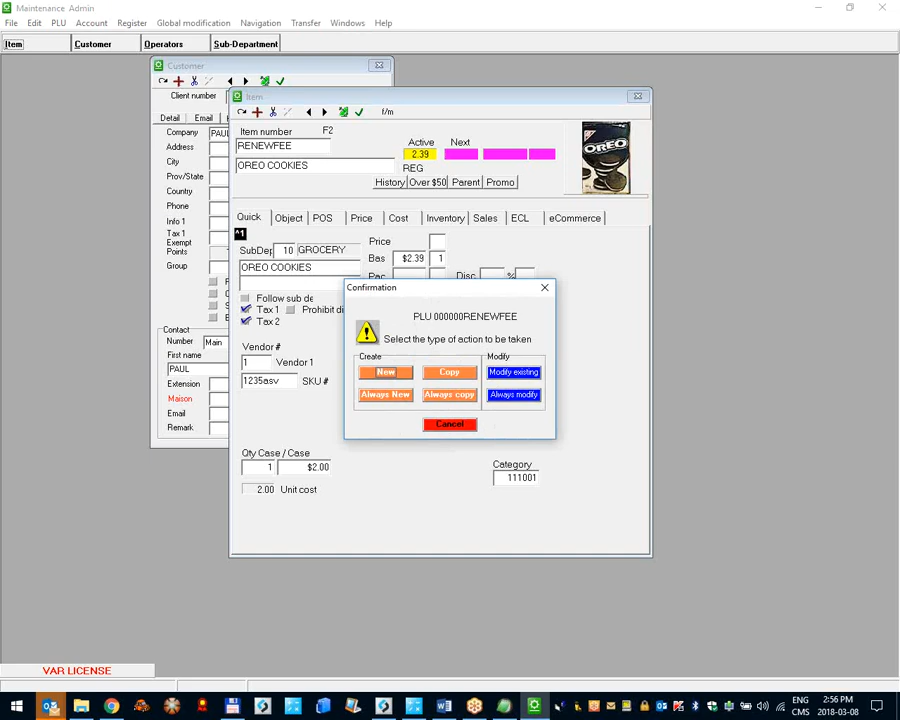 Maintenance Admin
File Edit PLU Account Register Global modification Navigation Transfer Windows Help
Item Customer Operators Sub-Department
Customer
Client number
Detail Email
Company PAUL
Address
City
Prov/State
Country
Phone
Info 1
Tax 1
Exempt
Points
Group
Contact
Number Main
First name
PAUL
Extension
Maison
Email
Remark
Item
f/m
Item number F2
RENEWFEE
OREO COOKIES
Active Next
2.39
REG
History Over $50 Parent Promo
OREO
Quick Object POS Price Cost Inventory Sales ECL eCommerce
^1
SubDep 10 GROCERY
OREO COOKIES
Price
Bas $2.39 1
Pac Disc %
Follow sub de
Tax 1 Prohibit di
Tax 2
Vendor #
1 Vendor 1
1235asv SKU #
Qty Case / Case
1 $2.00
2.00 Unit cost
Category
111001
Confirmation
PLU 000000RENEWFEE
Select the type of action to be taken
Create Modify
New Copy Modify existing
Always New Always copy Always modify
Cancel
VAR LICENSE
ENG 2:56 PM
CMS 2018-03-08